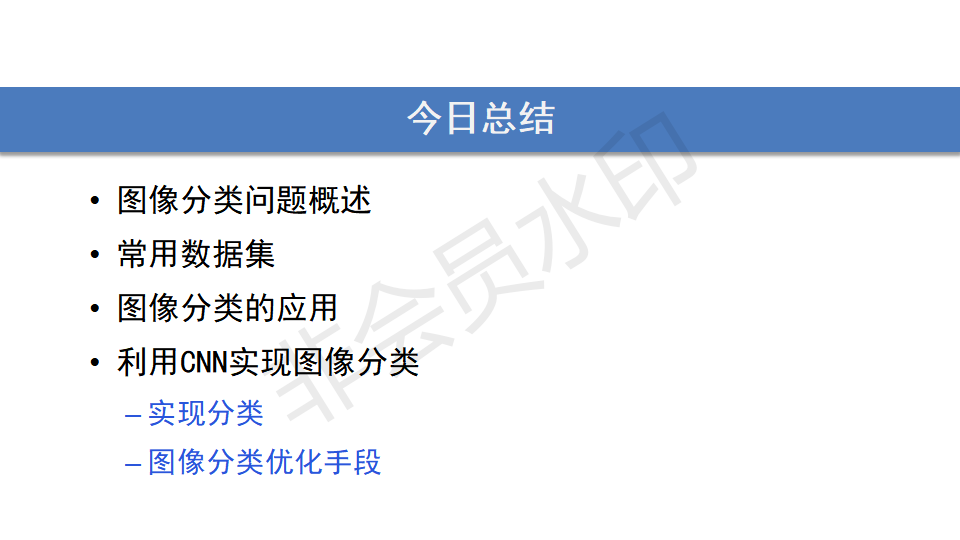 今日总结
• 图像分类问题概述
• 常用数据集
• 图像分类的应用
• 利用CNN实现图像分类
– 实现分类
– 图像分类优化手段
非会员水印